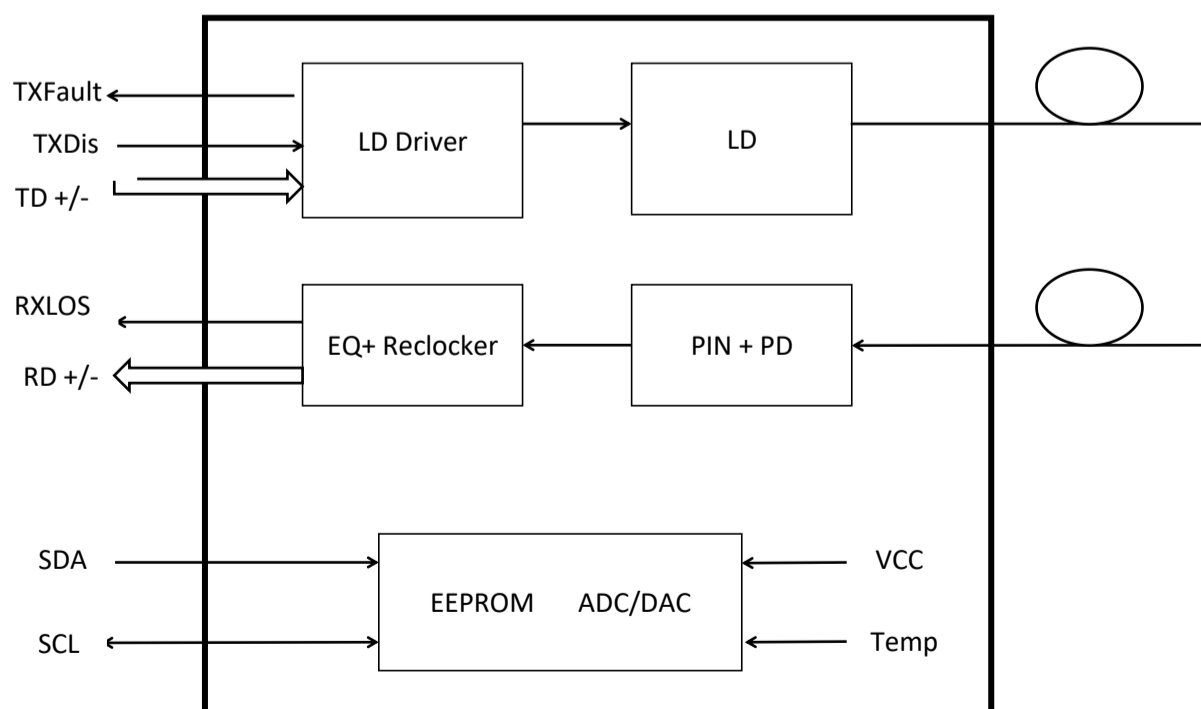 TXFault
TXDis
TD +/-
LD Driver
LD
RXLOS
RD +/-
EQ+ Reclocker
PIN + PD
SDA
SCL
EEPROM ADC/DAC
VCC
Temp